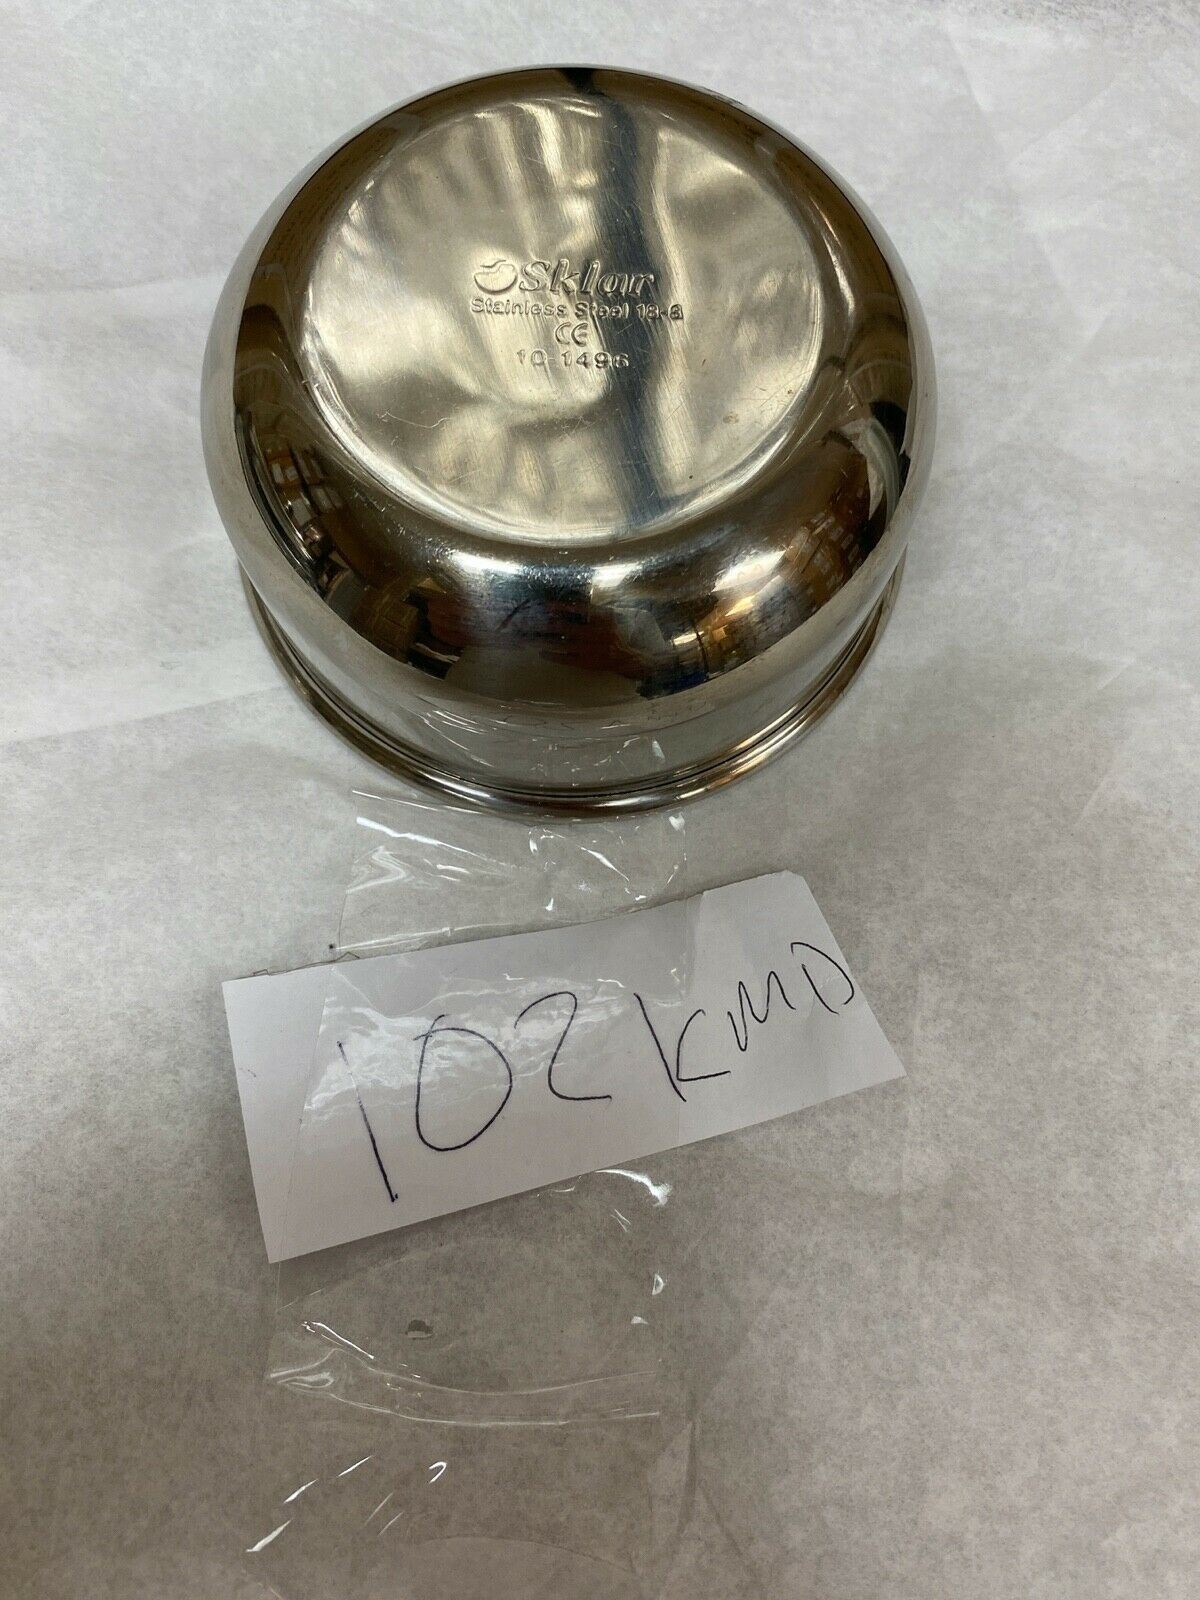 Sklar
Stainless Steel 18-8
CE
10-1496
102KMD